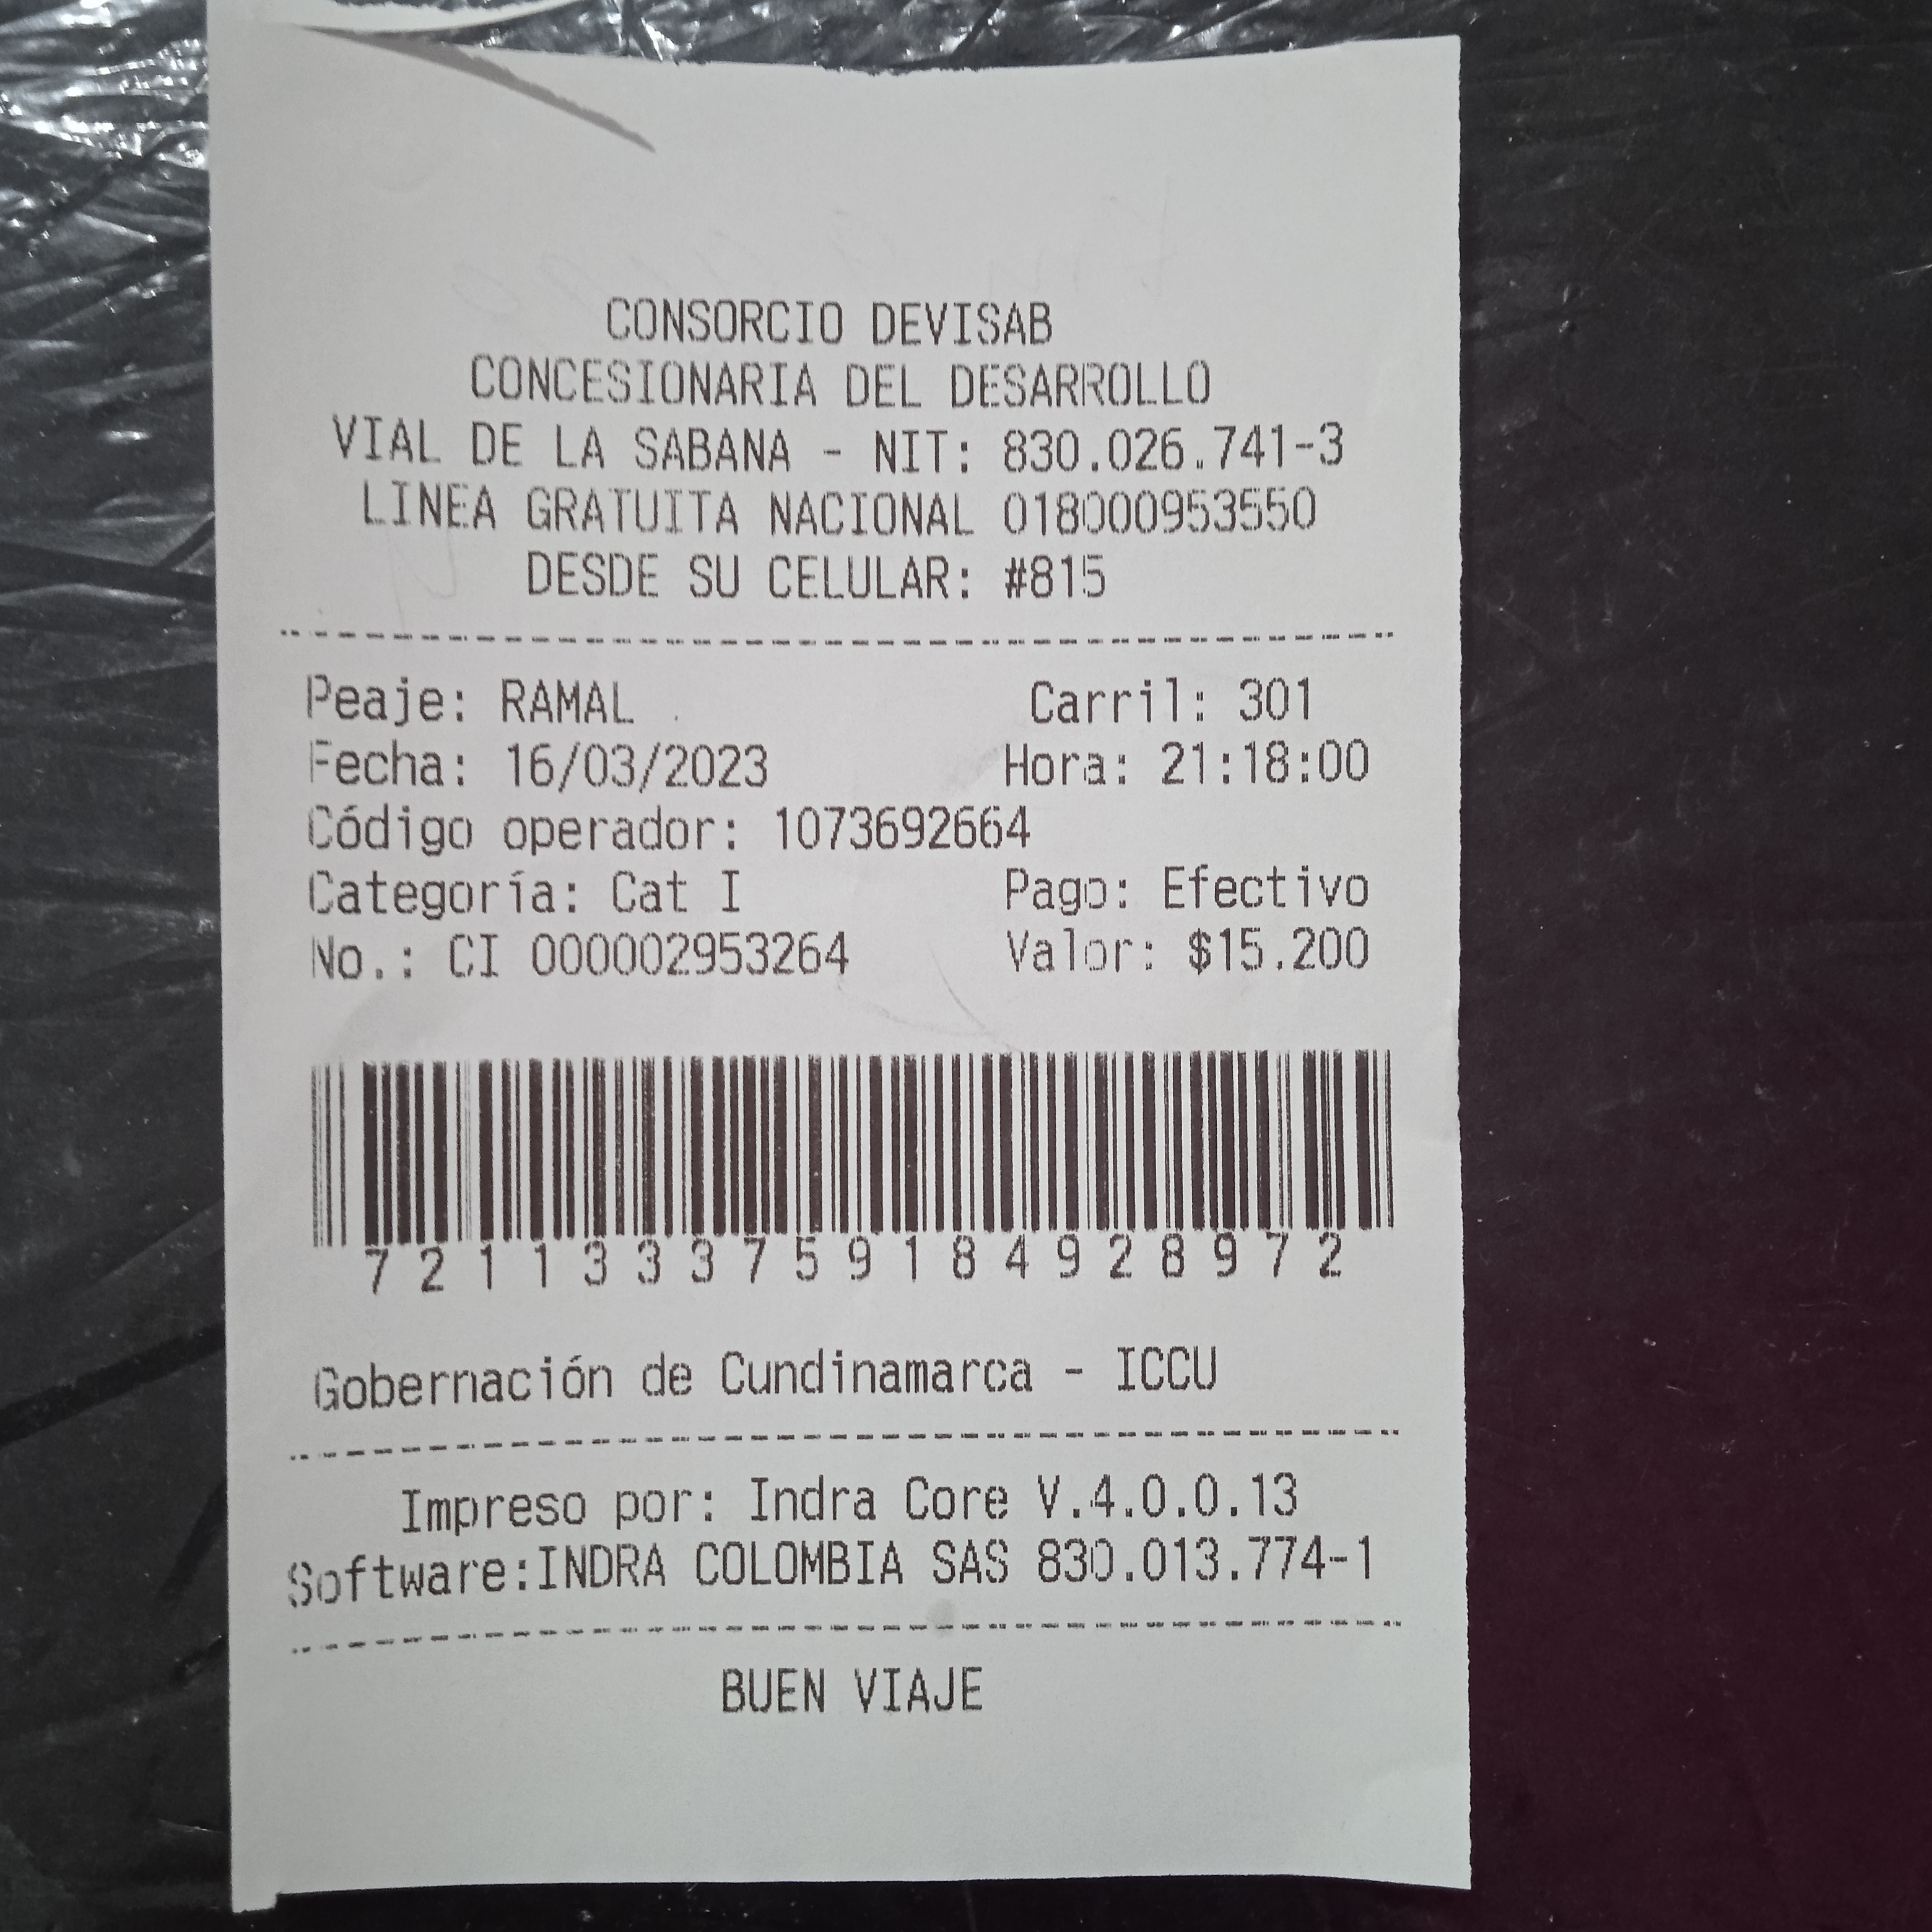 CONSORCIO DEVISAB
CONCESIONARIA DEL DESARROLLO
VIAL DE LA SABANA - NIT: 830.026.741-3
LINEA GRATUITA NACIONAL 018000953550
DESDE SU CELULAR: #815
Peaje: RAMAL Carril: 301
Fecha: 16/03/2023 Hora: 21:18:00
Código operador: 1073692664
Categoría: Cat I Pago: Efectivo
No.: CI 000002953264 Valor: $15.200
7211333759184928972
Gobernación de Cundinamarca - ICCU
Impreso por: Indra Core V.4.0.0.13
Software:INDRA COLOMBIA SAS 830.013.774-1
BUEN VIAJE